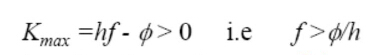 K_max =hf - ϕ > 0 i.e f > ϕ/h